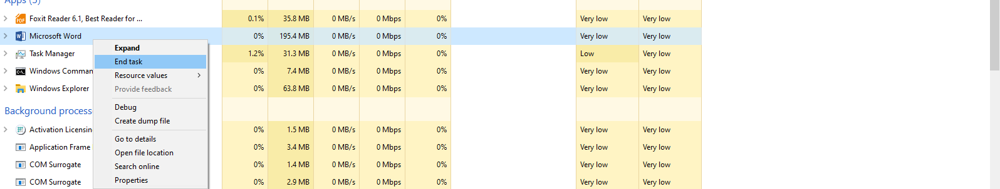 Apps (5)
Foxit Reader 6.1, Best Reader for ... 0.1% 35.8 MB 0 MB/s 0 Mbps 0% Very low Very low
Microsoft Word 0% 195.4 MB 0 MB/s 0 Mbps 0% Very low Very low
Task Manager 1.2% 31.3 MB 0 MB/s 0 Mbps 0% Low Very low
Windows Comman 0% 7.4 MB 0 MB/s 0 Mbps 0% Very low Very low
Windows Explorer 0% 63.8 MB 0 MB/s 0 Mbps 0% Very low Very low
Background process
Activation Licensin 0% 1.5 MB 0 MB/s 0 Mbps 0% Very low Very low
Application Frame 0% 3.4 MB 0 MB/s 0 Mbps 0% Very low Very low
COM Surrogate 0% 1.4 MB 0 MB/s 0 Mbps 0% Very low Very low
COM Surrogate 0% 2.9 MB 0 MB/s 0 Mbps 0% Very low Very low
Expand
End task
Resource values
Provide feedback
Debug
Create dump file
Go to details
Open file location
Search online
Properties